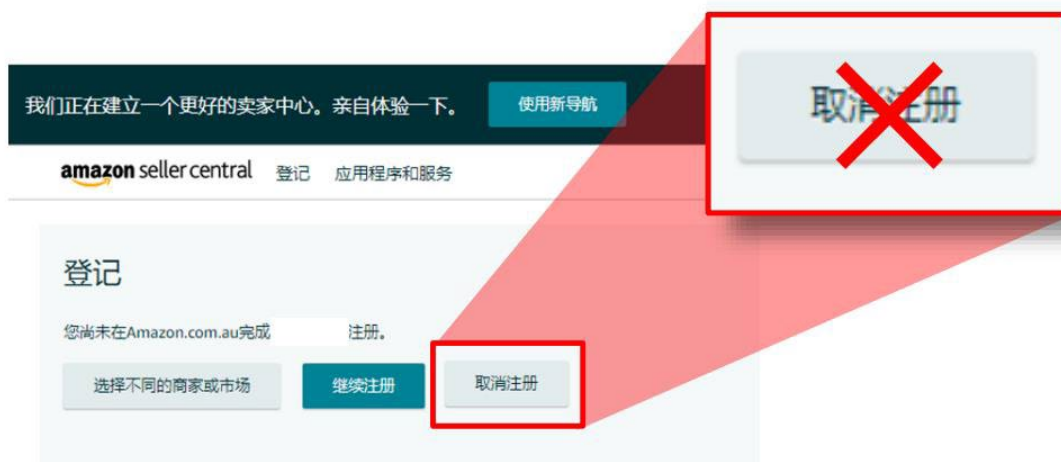 取消注册
我们正在建立一个更好的卖家中心。亲自体验一下。 使用新导航
amazon seller central 登记 应用程序和服务
登记
您尚未在Amazon.com.au完成 注册。
选择不同的商家或市场 继续注册 取消注册